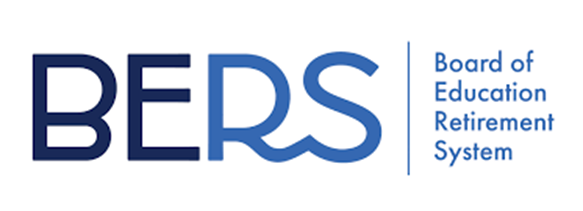 BERS
Board of
Education
Retirement
System